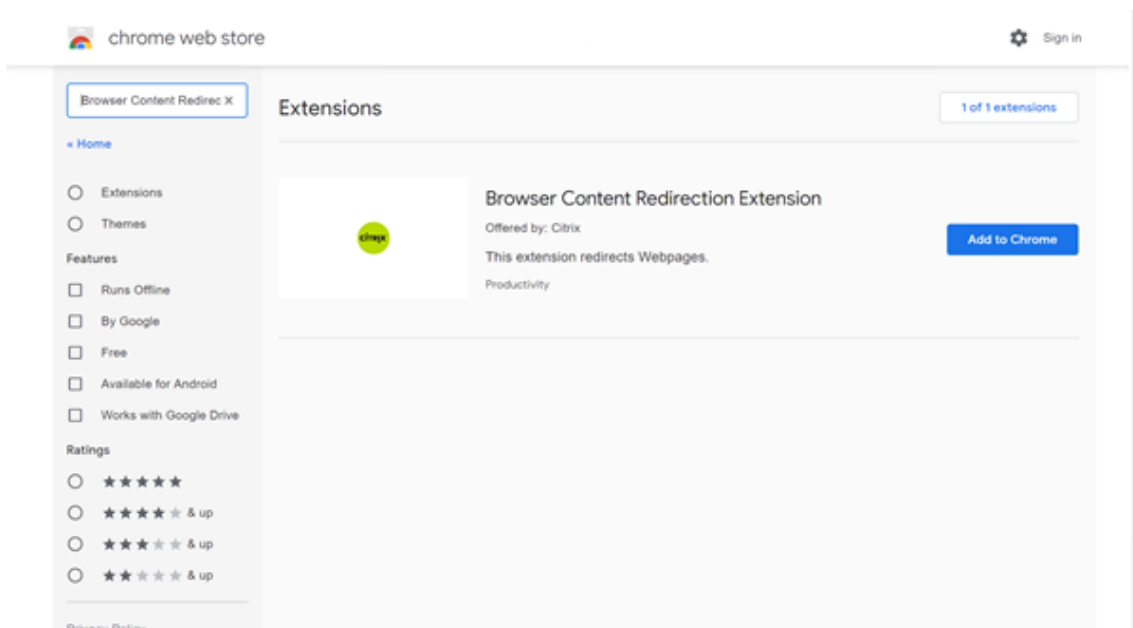 chrome web store
Sign in
Browser Content Redirec ×
« Home
Extensions
Themes
Features
Runs Offline
By Google
Free
Available for Android
Works with Google Drive
Ratings
& up
& up
& up
Privacy Policy
Extensions
1 of 1 extensions
citrix
Browser Content Redirection Extension
Offered by: Citrix
This extension redirects Webpages.
Productivity
Add to Chrome